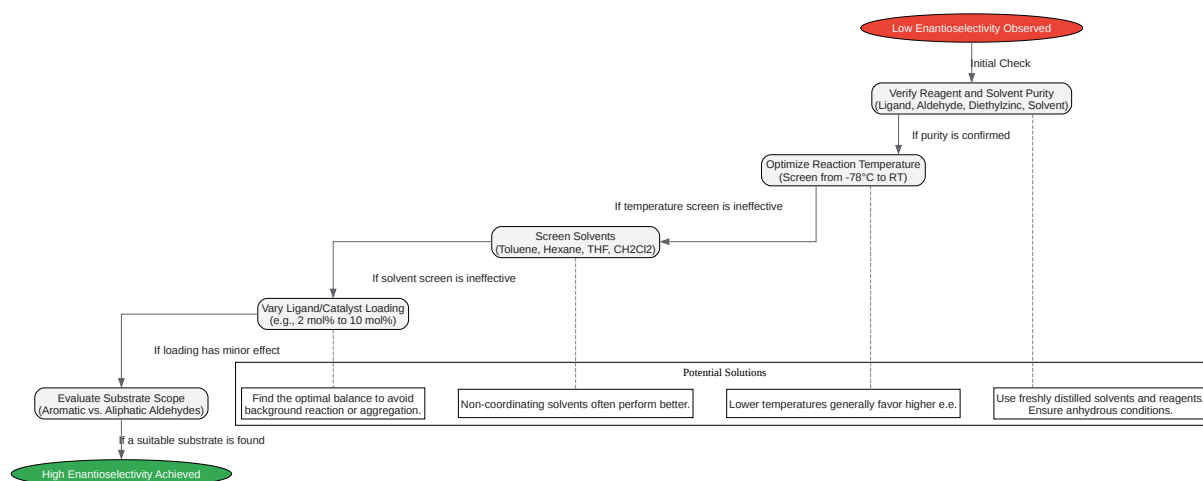 Low Enantioselectivity Observed
Initial Check
Verify Reagent and Solvent Purity
(Ligand, Aldehyde, Diethylzinc, Solvent)
If purity is confirmed
Optimize Reaction Temperature
(Screen from -78°C to RT)
If temperature screen is ineffective
Screen Solvents
(Toluene, Hexane, THF, CH2Cl2)
If solvent screen is ineffective
Vary Ligand/Catalyst Loading
(e.g., 2 mol% to 10 mol%)
If loading has minor effect
Potential Solutions
Evaluate Substrate Scope
(Aromatic vs. Aliphatic Aldehydes)
Find the optimal balance to avoid
background reaction or aggregation.
Non-coordinating solvents often perform better.
Lower temperatures generally favor higher e.e.
Use freshly distilled solvents and reagents.
Ensure anhydrous conditions.
If a suitable substrate is found
High Enantioselectivity Achieved